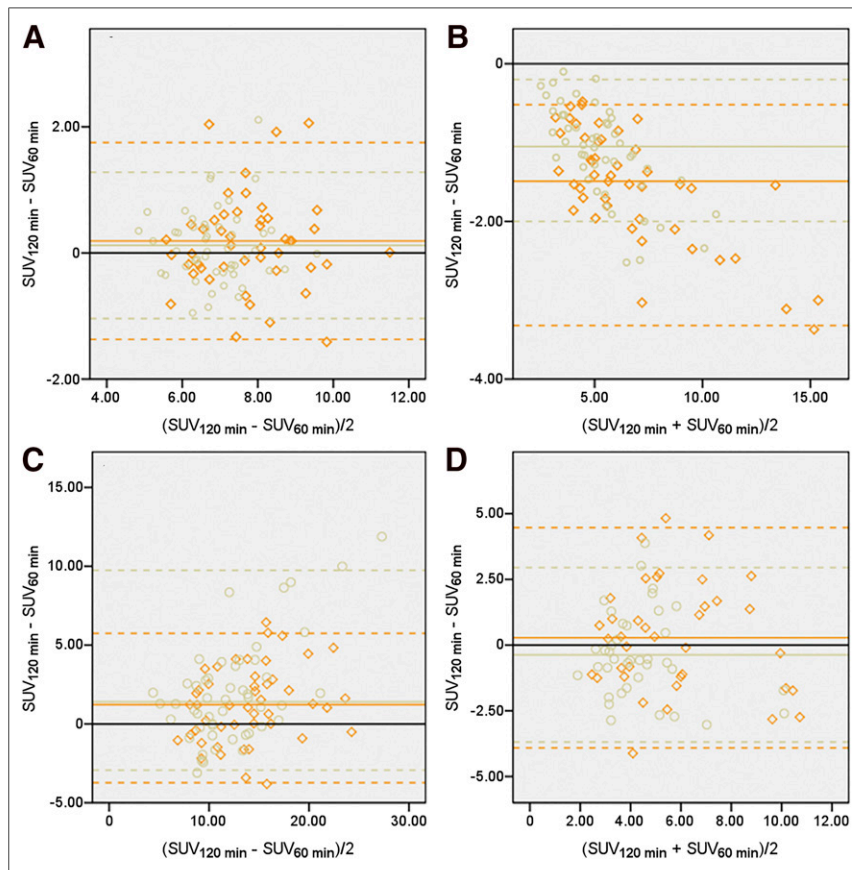 A
SUV120 min - SUV60 min
2.00
0.00
-2.00
4.00 6.00 8.00 10.00 12.00
(SUV120 min - SUV60 min)/2
B
SUV120 min - SUV60 min
0
-2.00
-4.00
5.00 10.00 15.00
(SUV120 min + SUV60 min)/2
C
SUV120 min - SUV60 min
15.00
10.00
5.00
0
-5.00
0 10.00 20.00 30.00
(SUV120 min - SUV60 min)/2
D
SUV120 min - SUV60 min
5.00
2.50
0
-2.50
-5.00
0 2.00 4.00 6.00 8.00 10.00 12.00
(SUV120 min + SUV60 min)/2